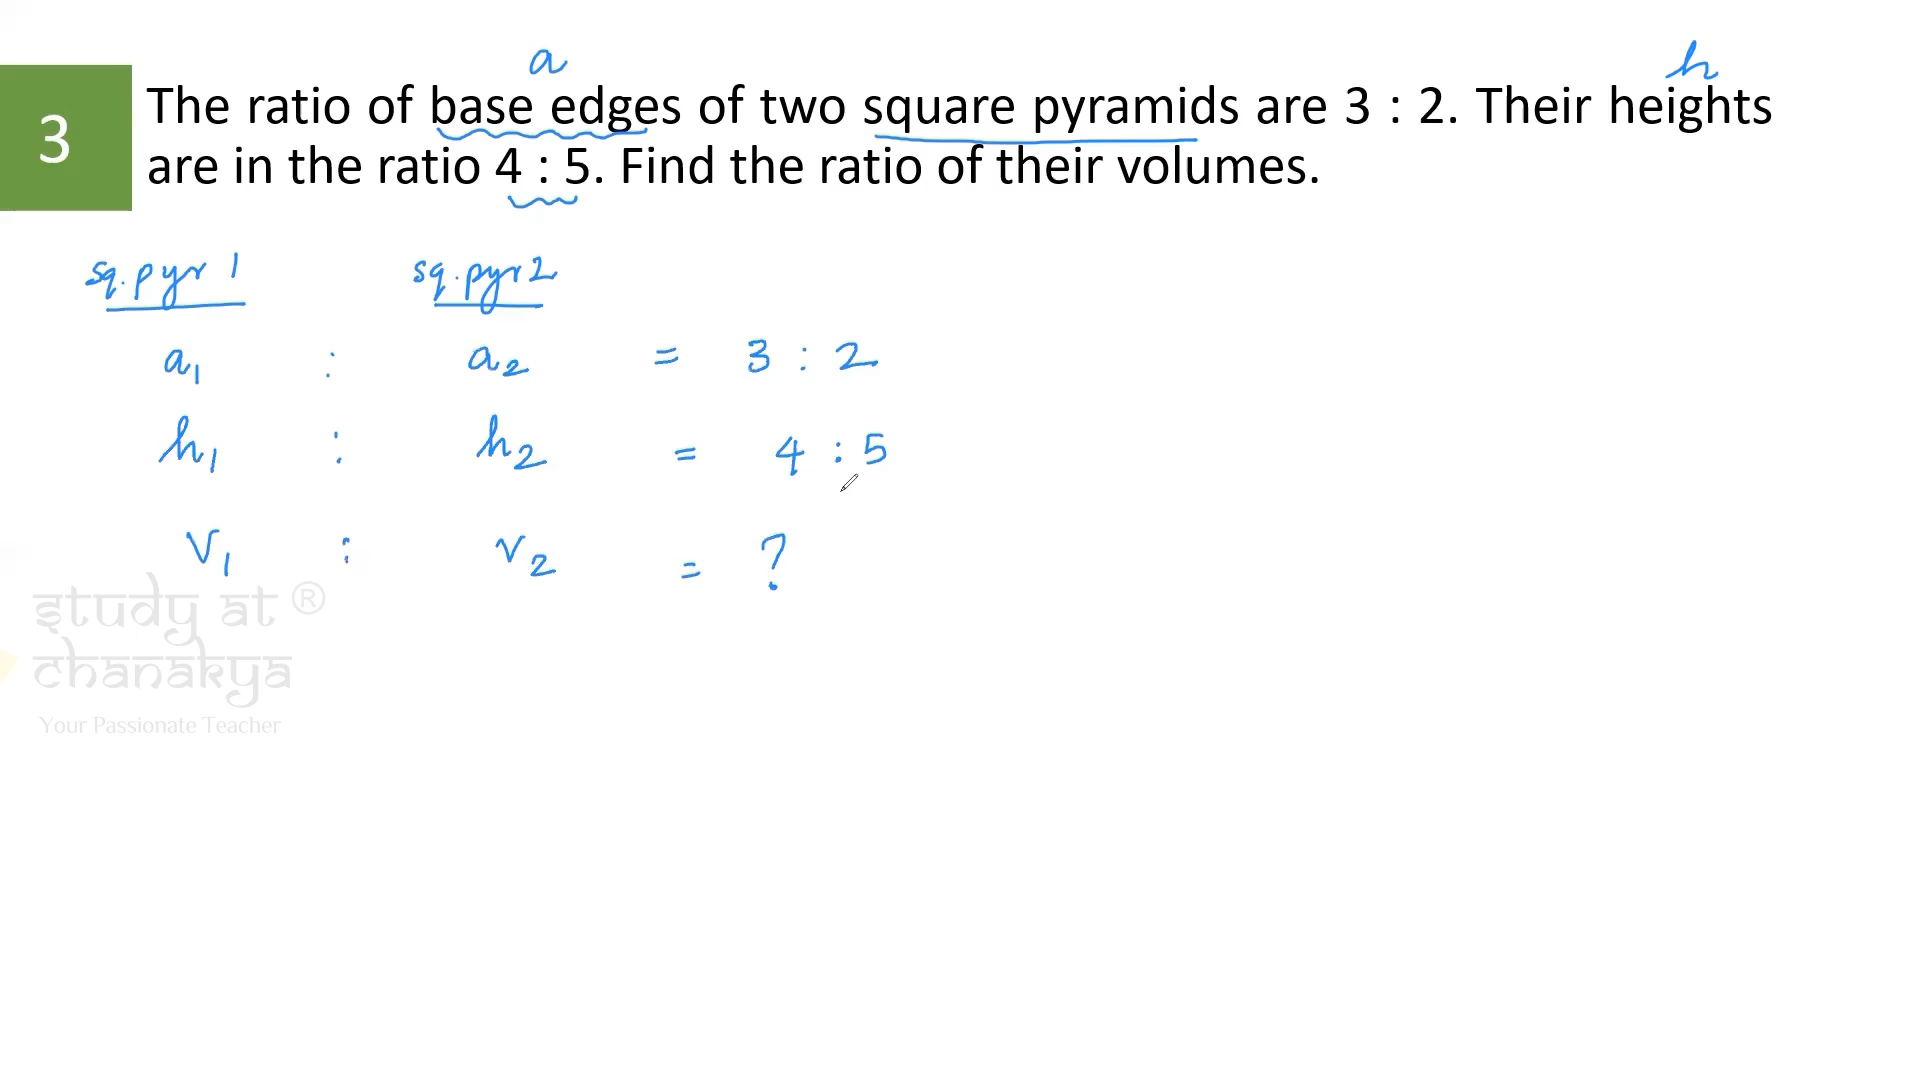 a
h
3
The ratio of base edges of two square pyramids are 3 : 2. Their heights
are in the ratio 4 : 5. Find the ratio of their volumes.
sq.pyr 1 sq.pyr 2
a₁ : a₂ = 3 : 2
h₁ : h₂ = 4 : 5
V₁ : V₂ = ?
study at ®
chanakya
Your Passionate Teacher